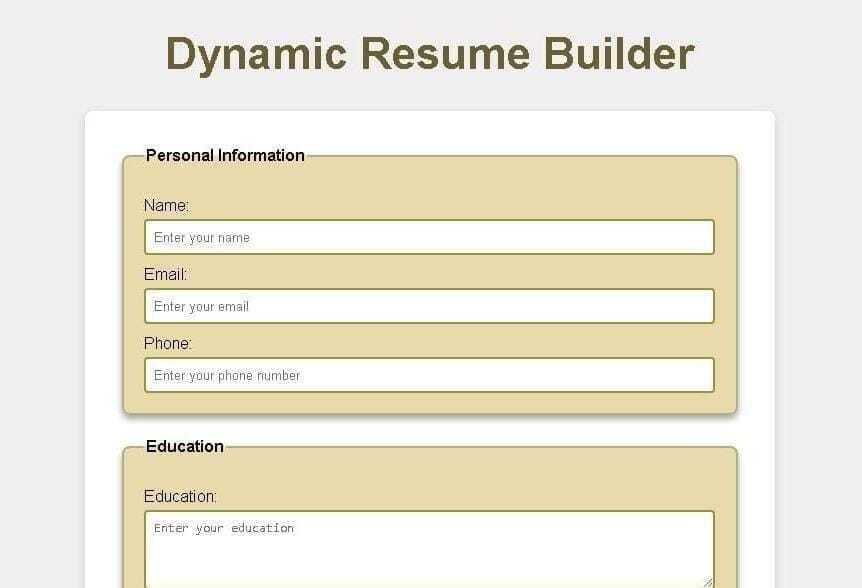 Dynamic Resume Builder
Personal Information
Name:
Enter your name
Email:
Enter your email
Phone:
Enter your phone number
Education
Education:
Enter your education